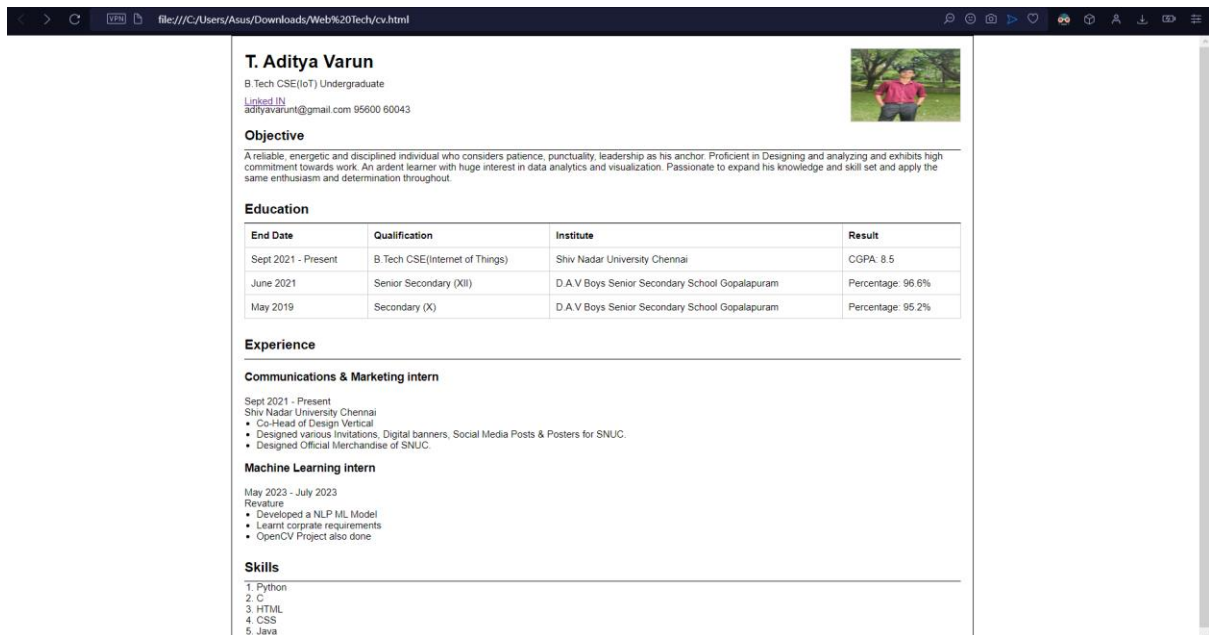 VPN file:///C:/Users/Asus/Downloads/Web%20Tech/cv.html
T. Aditya Varun
B.Tech CSE(IoT) Undergraduate
Linked IN
adityavarunt@gmail.com 95600 60043
Objective
A reliable, energetic and disciplined individual who considers patience, punctuality, leadership as his anchor. Proficient in Designing and analyzing and exhibits high
commitment towards work. An ardent learner with huge interest in data analytics and visualization. Passionate to expand his knowledge and skill set and apply the
same enthusiasm and determination throughout.
Education
End Date Qualification Institute Result
Sept 2021 - Present B.Tech CSE(Internet of Things) Shiv Nadar University Chennai CGPA: 8.5
June 2021 Senior Secondary (XII) D.A.V Boys Senior Secondary School Gopalapuram Percentage: 96.6%
May 2019 Secondary (X) D.A.V Boys Senior Secondary School Gopalapuram Percentage: 95.2%
Experience
Communications & Marketing intern
Sept 2021 - Present
Shiv Nadar University Chennai
• Co-Head of Design Vertical
• Designed various Invitations, Digital banners, Social Media Posts & Posters for SNUC.
• Designed Official Merchandise of SNUC.
Machine Learning intern
May 2023 - July 2023
Revature
• Developed a NLP ML Model
• Learnt corprate requirements
• OpenCV Project also done
Skills
1. Python
2. C
3. HTML
4. CSS
5. Java